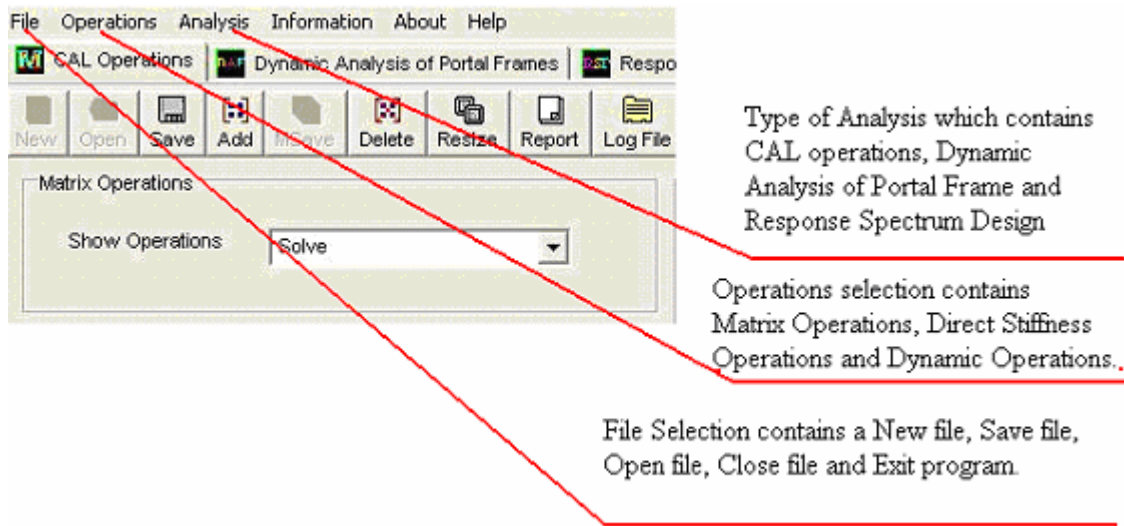 File Operations Analysis Information About Help
CAL Operations Dynamic Analysis of Portal Frames Respo
New Open Save Add MSave Delete Resize Report Log File
Matrix Operations
Show Operations Solve
Type of Analysis which contains
CAL operations, Dynamic
Analysis of Portal Frame and
Response Spectrum Design
Operations selection contains
Matrix Operations, Direct Stiffness
Operations and Dynamic Operations.
File Selection contains a New file, Save file,
Open file, Close file and Exit program.